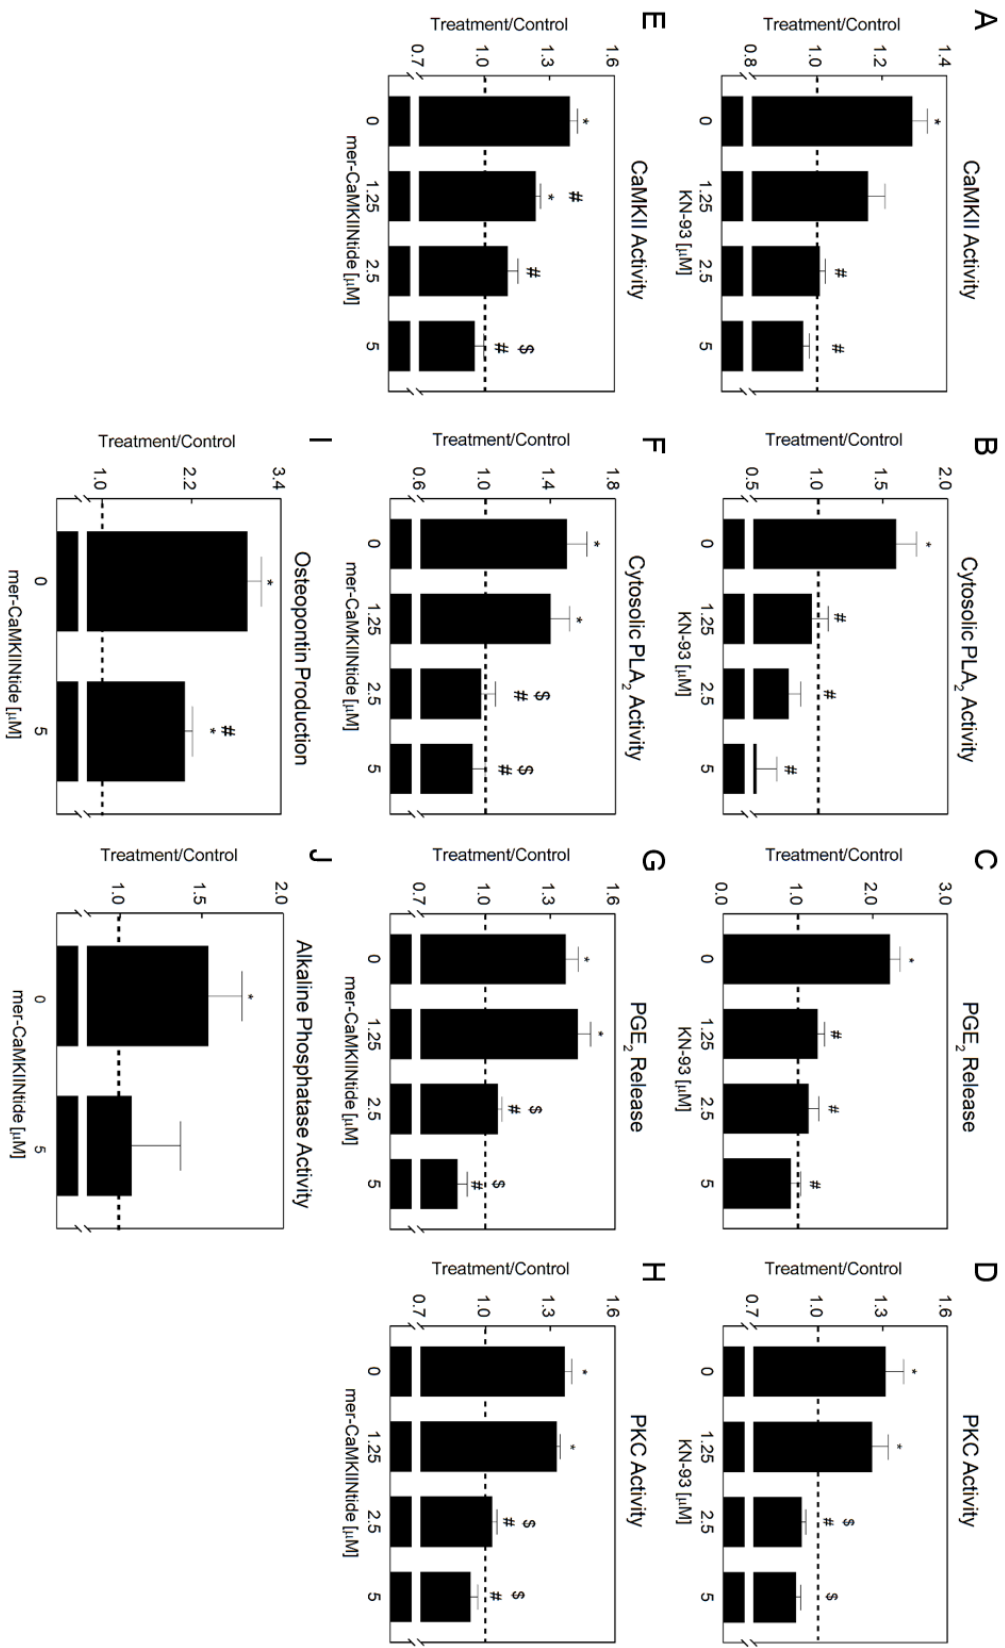 A
CaMKII Activity
Treatment/Control
1.4
1.2
1.0
0.8
*
#
#
0
1.25
2.5
5
KN-93 [µM]
B
Cytosolic PLA2 Activity
Treatment/Control
2.0
1.5
1.0
0.5
*
#
#
#
0
1.25
2.5
5
KN-93 [µM]
C
PGE2 Release
Treatment/Control
3.0
2.0
1.0
0.0
*
#
#
#
0
1.25
2.5
5
KN-93 [µM]
D
PKC Activity
Treatment/Control
1.6
1.3
1.0
0.7
*
*
$
#
$
0
1.25
2.5
5
KN-93 [µM]
E
CaMKII Activity
Treatment/Control
1.6
1.3
1.0
0.7
*
#
*
#
$
#
0
1.25
2.5
5
mer-CaMKIINtide [µM]
F
Cytosolic PLA2 Activity
Treatment/Control
1.8
1.4
1.0
0.6
*
*
$
#
$
#
0
1.25
2.5
5
mer-CaMKIINtide [µM]
G
PGE2 Release
Treatment/Control
1.6
1.3
1.0
0.7
*
*
$
#
$
#
0
1.25
2.5
5
mer-CaMKIINtide [µM]
H
PKC Activity
Treatment/Control
1.6
1.3
1.0
0.7
*
*
$
#
$
#
0
1.25
2.5
5
mer-CaMKIINtide [µM]
I
Osteopontin Production
Treatment/Control
3.4
2.2
1.0
*
#
*
0
5
mer-CaMKIINtide [µM]
J
Alkaline Phosphatase Activity
Treatment/Control
2.0
1.5
1.0
*
0
5
mer-CaMKIINtide [µM]